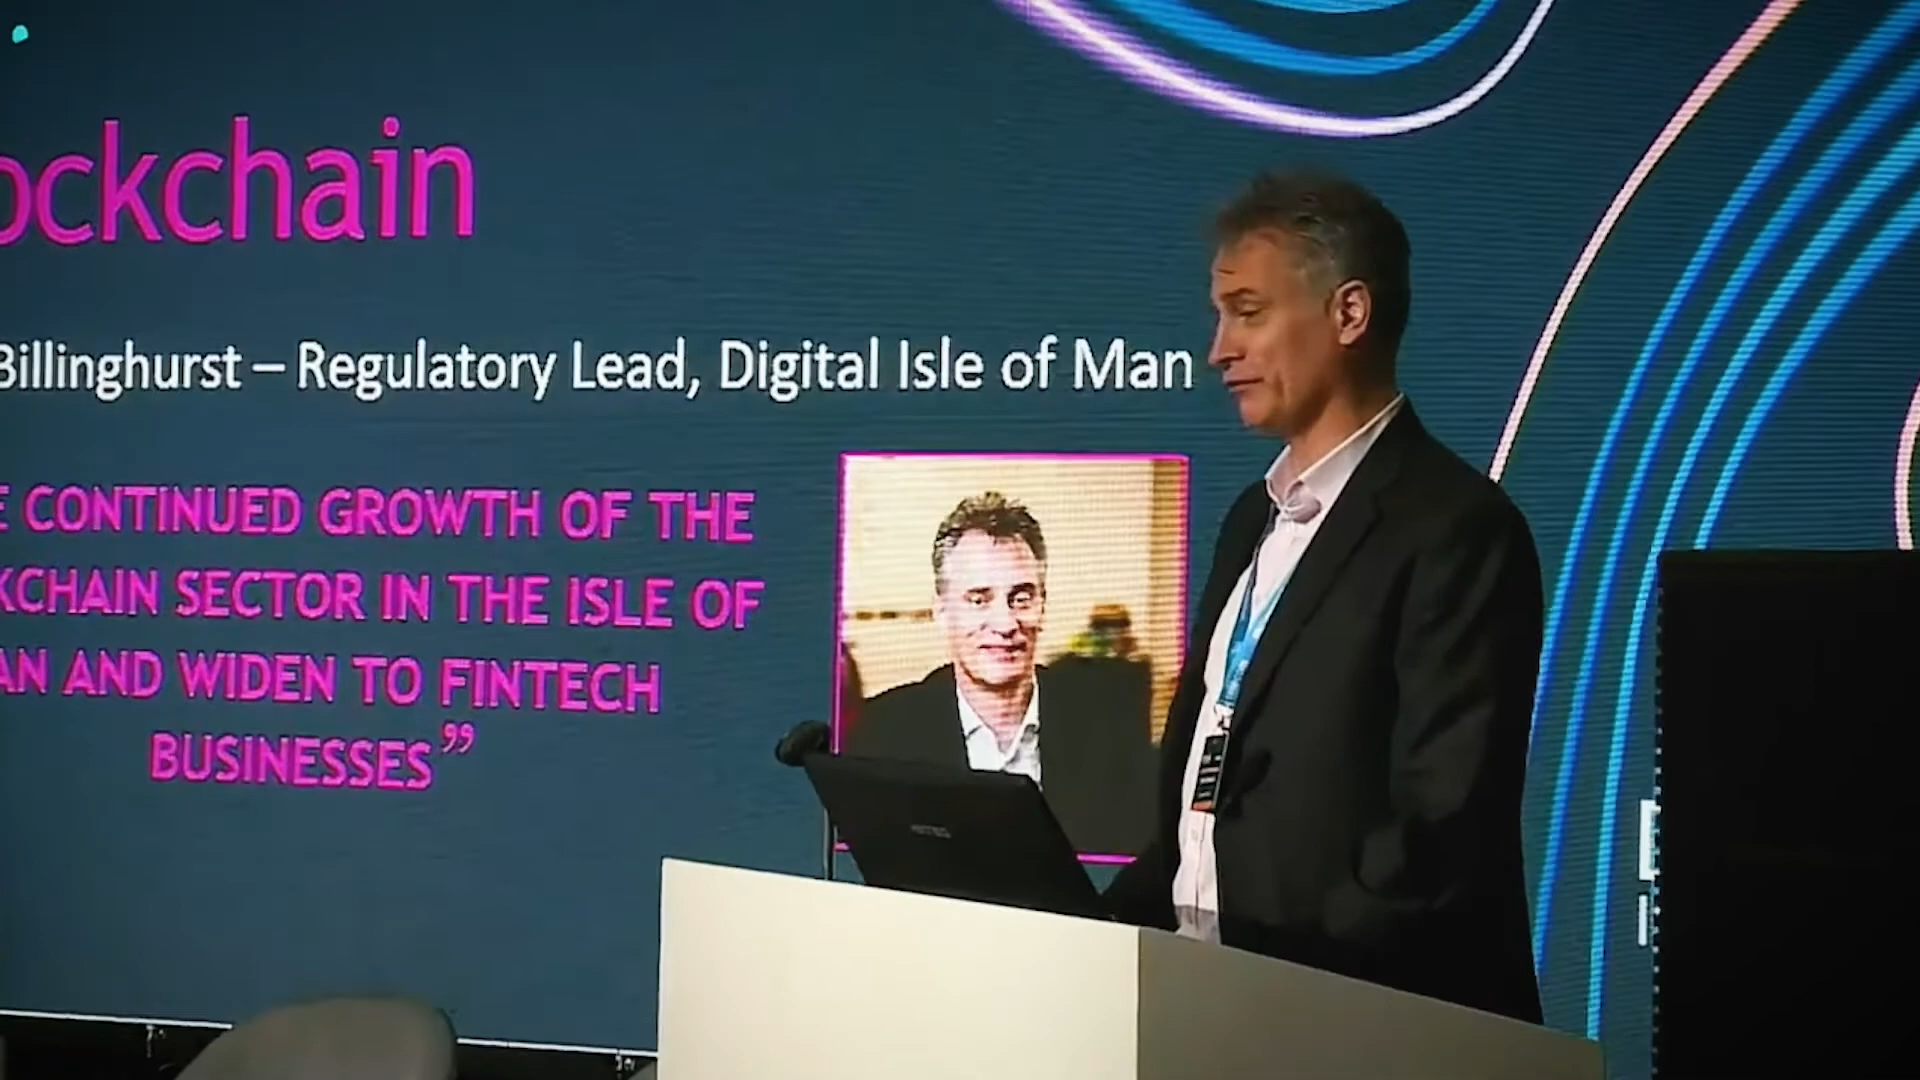 ockchain
Billinghurst – Regulatory Lead, Digital Isle of Man
E CONTINUED GROWTH OF THE
KCHAIN SECTOR IN THE ISLE OF
AN AND WIDEN TO FINTECH
BUSINESSES”